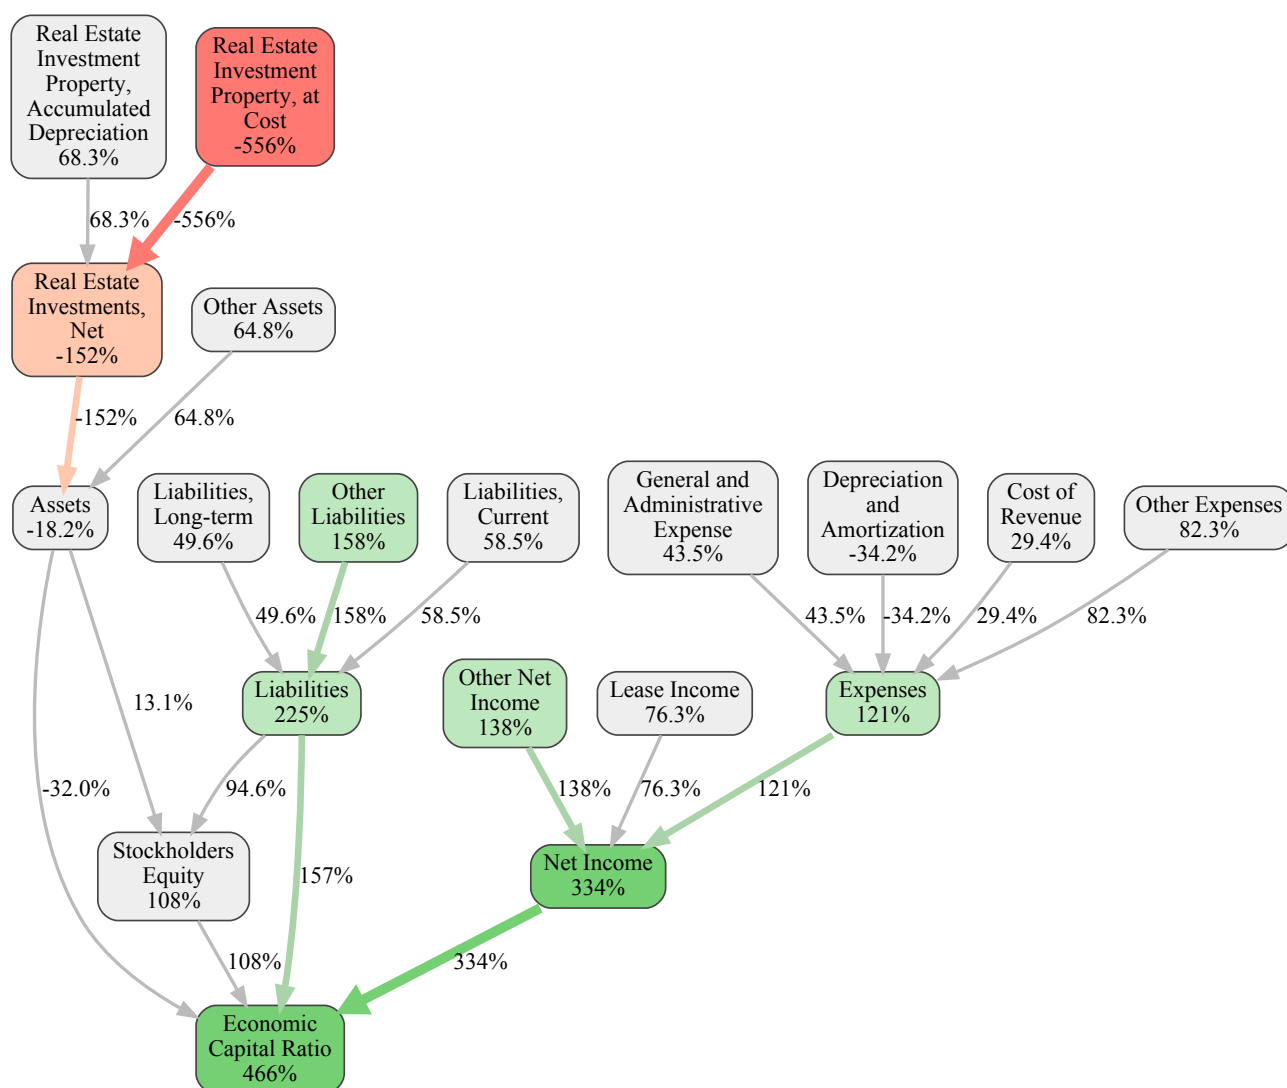 Real Estate
Investment
Property,
Accumulated
Depreciation
68.3%
Real Estate
Investment
Property, at
Cost
-556%
68.3%
-556%
Real Estate
Investments,
Net
-152%
Other Assets
64.8%
-152%
64.8%
Assets
-18.2%
Liabilities,
Long-term
49.6%
Other
Liabilities
158%
Liabilities,
Current
58.5%
General and
Administrative
Expense
43.5%
Depreciation
and
Amortization
-34.2%
Cost of
Revenue
29.4%
Other Expenses
82.3%
49.6%
158%
58.5%
43.5%
-34.2%
29.4%
82.3%
13.1%
Liabilities
225%
Other Net
Income
138%
Lease Income
76.3%
Expenses
121%
-32.0%
94.6%
138%
76.3%
121%
Stockholders
Equity
108%
157%
Net Income
334%
108%
334%
Economic
Capital Ratio
466%